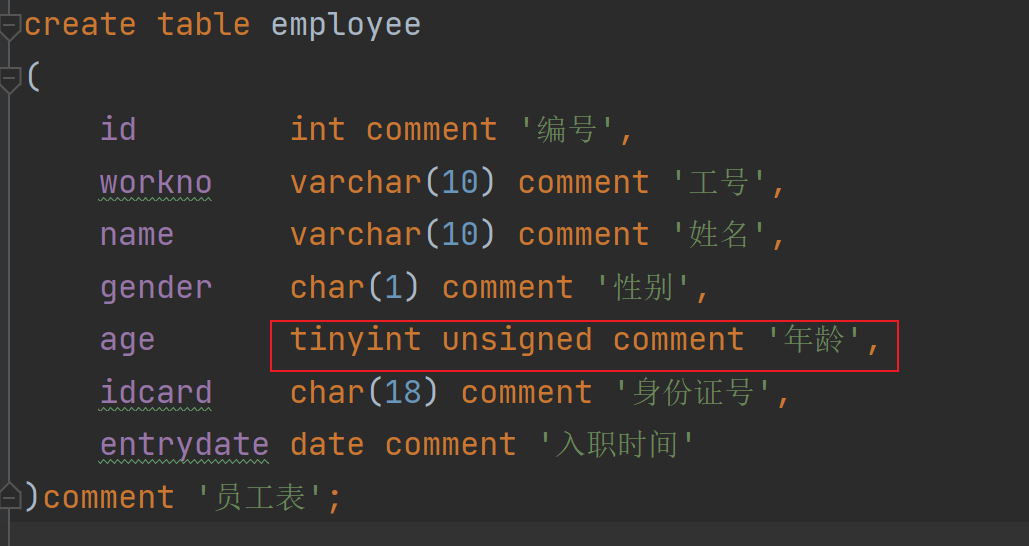 create table employee
(
    id        int comment '编号',
    workno    varchar(10) comment '工号',
    name      varchar(10) comment '姓名',
    gender    char(1) comment '性别',
    age       tinyint unsigned comment '年龄',
    idcard    char(18) comment '身份证号',
    entrydate date comment '入职时间'
)comment '员工表';